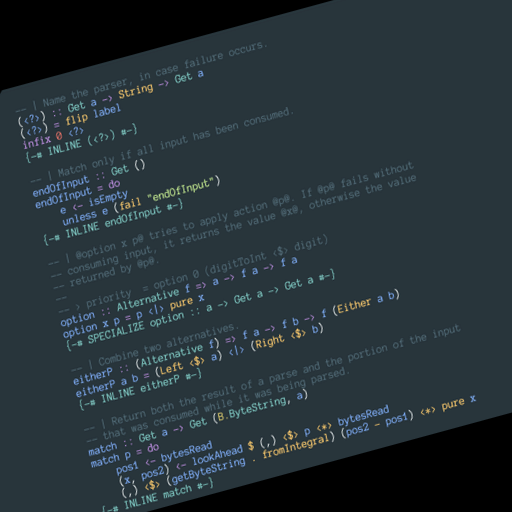 -- | Name the parser, in case failure occurs.
(<?>) :: Get a -> String -> Get a
(<?>) = flip label
infix 0 <?>
{-# INLINE (<?>) #-}
-- | Match only if all input has been consumed.
endOfInput :: Get ()
endOfInput = do
    e <- isEmpty
    unless e (fail "endOfInput")
{-# INLINE endOfInput #-}
-- | @option x p@ tries to apply action @p@. If @p@ fails without
-- consuming input, it returns the value @x@, otherwise the value
-- returned by @p@.
--
-- > priority  = option 0 (digitToInt <$> digit)
option :: Alternative f => a -> f a -> f a
option x p = p <|> pure x
{-# SPECIALIZE option :: a -> Get a -> Get a #-}
-- | Combine two alternatives.
eitherP :: (Alternative f) => f a -> f b -> f (Either a b)
eitherP a b = (Left <$> a) <|> (Right <$> b)
{-# INLINE eitherP #-}
-- | Return both the result of a parse and the portion of the input
-- that was consumed while it was being parsed.
match :: Get a -> Get (B.ByteString, a)
match p = do
    pos1 <- bytesRead
    (x, pos2) <- lookAhead $ (,) <$> p <*> bytesRead
    (,) <$> (getByteString . fromIntegral) (pos2 - pos1) <*> pure x
{-# INLINE match #-}